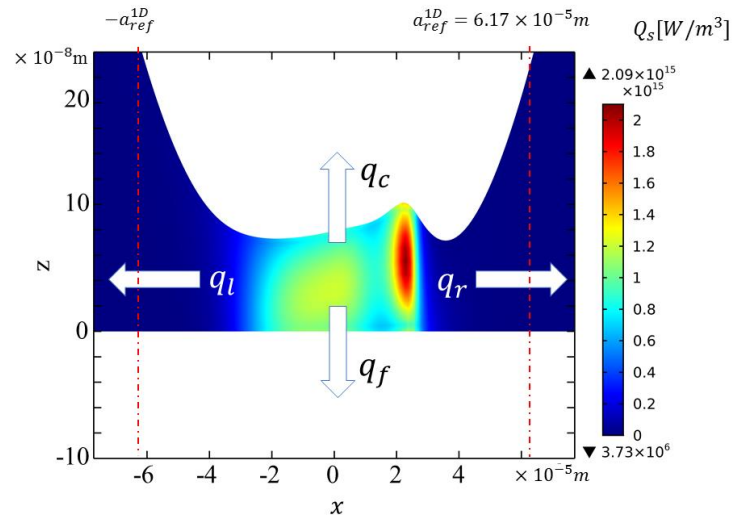 −a_{ref}^{1D}
a_{ref}^{1D} = 6.17 × 10^{-5}m
Q_s[W/m^3]
× 10^{-8}m
▲ 2.09×10^{15}
×10^{15}
20
2
1.8
1.6
q_c
1.4
10
1.2
z
1
q_l
q_r
0.8
0.6
0
0.4
q_f
0.2
0
▼ 3.73×10^6
-10
-6
-4
-2
0
2
4
× 10^{-5}m
x